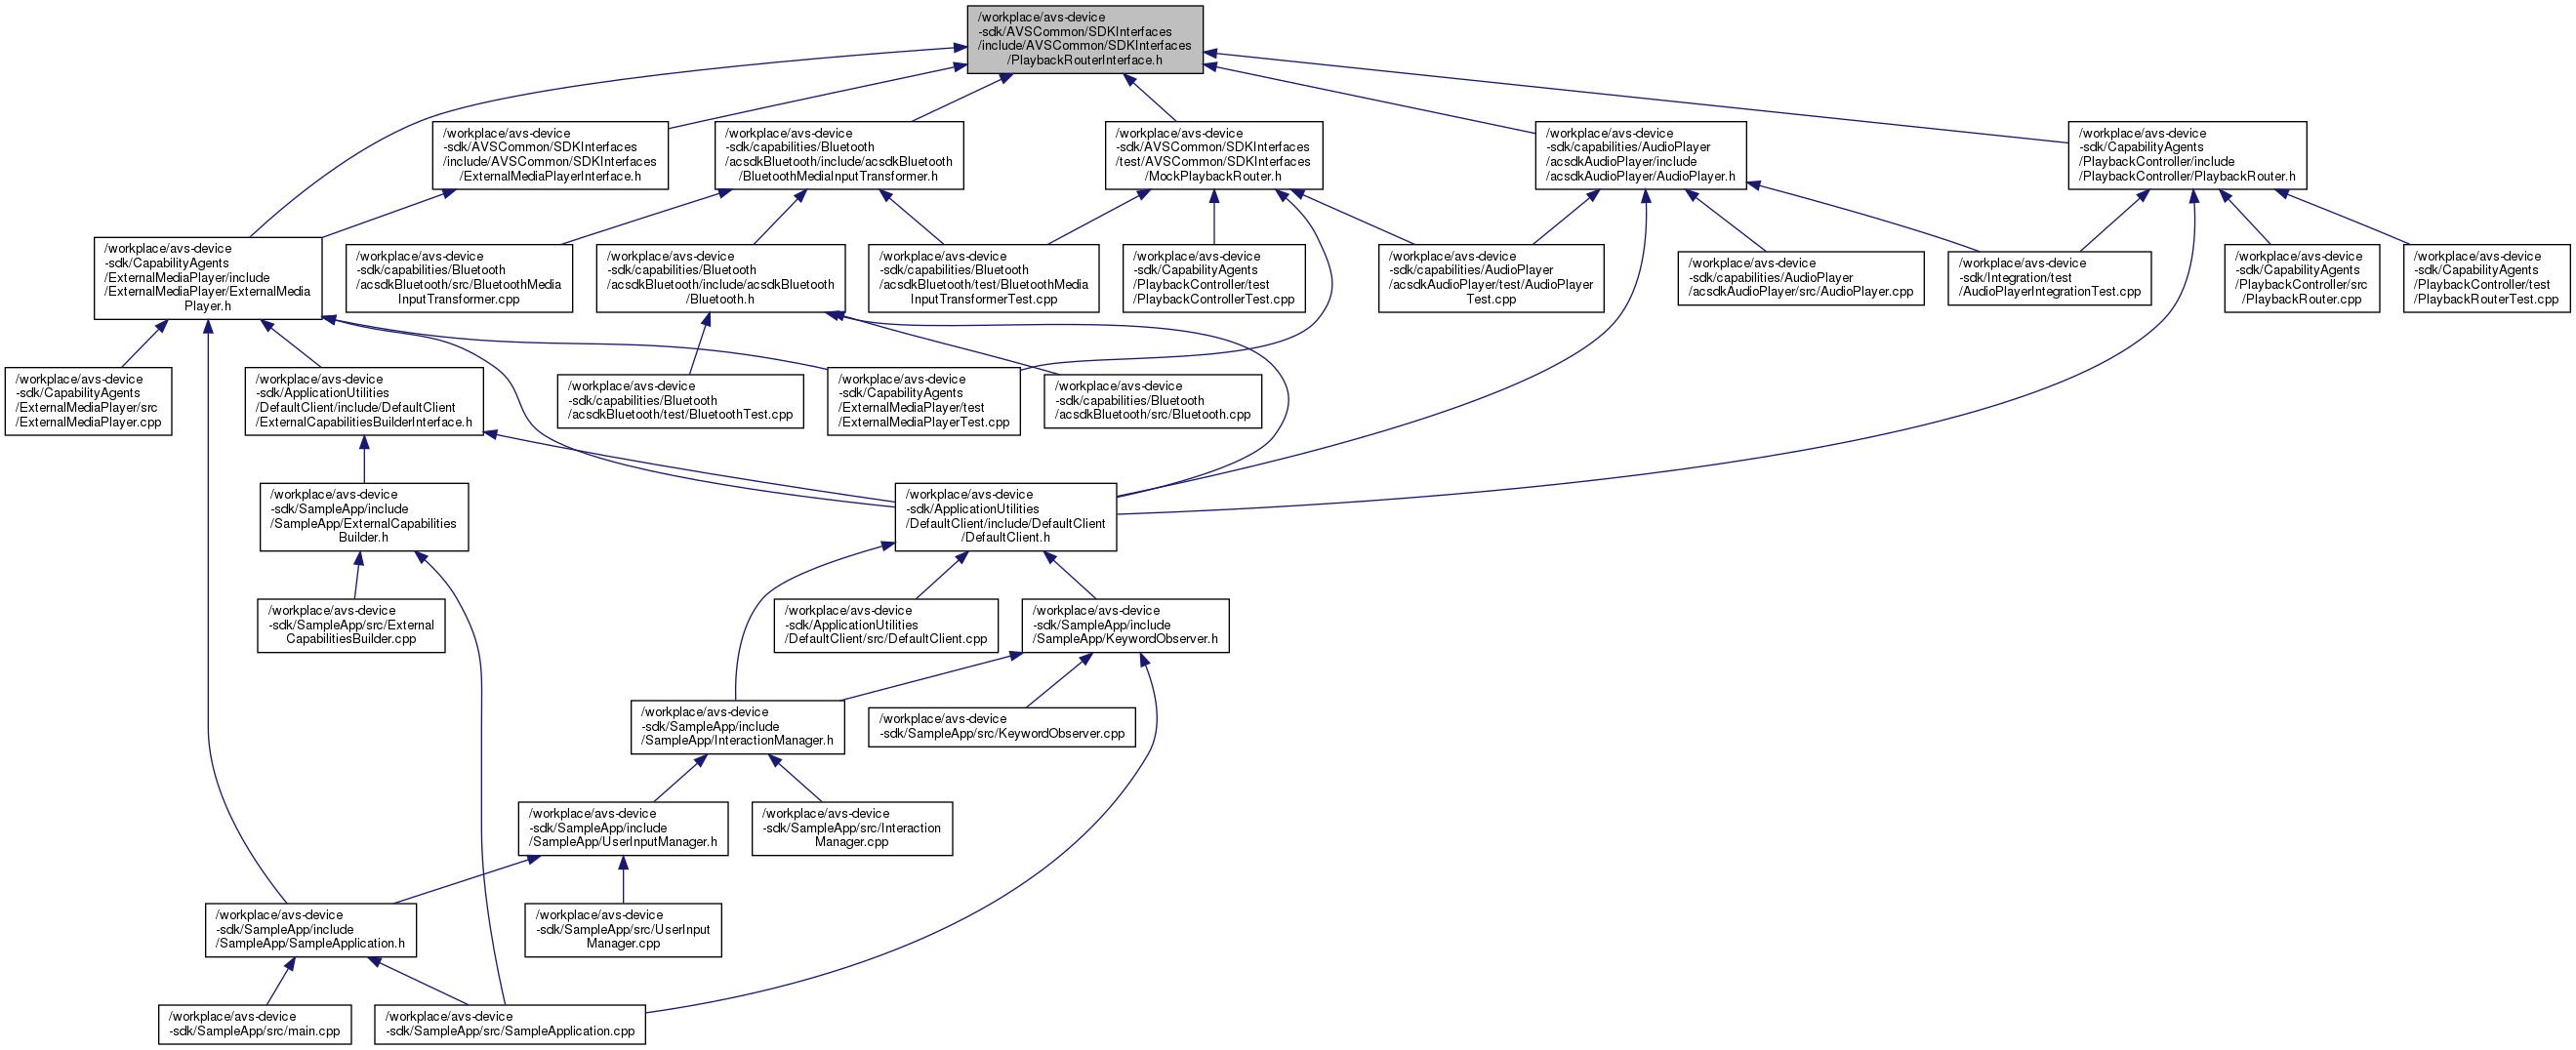 /workplace/avs-device
-sdk/AVSCommon/SDKInterfaces
/include/AVSCommon/SDKInterfaces
/PlaybackRouterInterface.h
/workplace/avs-device
-sdk/AVSCommon/SDKInterfaces
/include/AVSCommon/SDKInterfaces
/ExternalMediaPlayerInterface.h
/workplace/avs-device
-sdk/capabilities/Bluetooth
/acsdkBluetooth/include/acsdkBluetooth
/BluetoothMediaInputTransformer.h
/workplace/avs-device
-sdk/AVSCommon/SDKInterfaces
/test/AVSCommon/SDKInterfaces
/MockPlaybackRouter.h
/workplace/avs-device
-sdk/capabilities/AudioPlayer
/acsdkAudioPlayer/include
/acsdkAudioPlayer/AudioPlayer.h
/workplace/avs-device
-sdk/CapabilityAgents
/PlaybackController/include
/PlaybackController/PlaybackRouter.h
/workplace/avs-device
-sdk/CapabilityAgents
/ExternalMediaPlayer/include
/ExternalMediaPlayer/ExternalMedia
Player.h
/workplace/avs-device
-sdk/capabilities/Bluetooth
/acsdkBluetooth/src/BluetoothMedia
InputTransformer.cpp
/workplace/avs-device
-sdk/capabilities/Bluetooth
/acsdkBluetooth/include/acsdkBluetooth
/Bluetooth.h
/workplace/avs-device
-sdk/capabilities/Bluetooth
/acsdkBluetooth/test/BluetoothMedia
InputTransformerTest.cpp
/workplace/avs-device
-sdk/CapabilityAgents
/PlaybackController/test
/PlaybackControllerTest.cpp
/workplace/avs-device
-sdk/capabilities/AudioPlayer
/acsdkAudioPlayer/test/AudioPlayer
Test.cpp
/workplace/avs-device
-sdk/capabilities/AudioPlayer
/acsdkAudioPlayer/src/AudioPlayer.cpp
/workplace/avs-device
-sdk/Integration/test
/AudioPlayerIntegrationTest.cpp
/workplace/avs-device
-sdk/CapabilityAgents
/PlaybackController/src
/PlaybackRouter.cpp
/workplace/avs-device
-sdk/CapabilityAgents
/PlaybackController/test
/PlaybackRouterTest.cpp
/workplace/avs-device
-sdk/CapabilityAgents
/ExternalMediaPlayer/src
/ExternalMediaPlayer.cpp
/workplace/avs-device
-sdk/ApplicationUtilities
/DefaultClient/include/DefaultClient
/ExternalCapabilitiesBuilderInterface.h
/workplace/avs-device
-sdk/capabilities/Bluetooth
/acsdkBluetooth/test/BluetoothTest.cpp
/workplace/avs-device
-sdk/CapabilityAgents
/ExternalMediaPlayer/test
/ExternalMediaPlayerTest.cpp
/workplace/avs-device
-sdk/capabilities/Bluetooth
/acsdkBluetooth/src/Bluetooth.cpp
/workplace/avs-device
-sdk/SampleApp/include
/SampleApp/ExternalCapabilities
Builder.h
/workplace/avs-device
-sdk/ApplicationUtilities
/DefaultClient/include/DefaultClient
/DefaultClient.h
/workplace/avs-device
-sdk/SampleApp/src/External
CapabilitiesBuilder.cpp
/workplace/avs-device
-sdk/ApplicationUtilities
/DefaultClient/src/DefaultClient.cpp
/workplace/avs-device
-sdk/SampleApp/include
/SampleApp/KeywordObserver.h
/workplace/avs-device
-sdk/SampleApp/include
/SampleApp/InteractionManager.h
/workplace/avs-device
-sdk/SampleApp/src/KeywordObserver.cpp
/workplace/avs-device
-sdk/SampleApp/include
/SampleApp/UserInputManager.h
/workplace/avs-device
-sdk/SampleApp/src/Interaction
Manager.cpp
/workplace/avs-device
-sdk/SampleApp/include
/SampleApp/SampleApplication.h
/workplace/avs-device
-sdk/SampleApp/src/UserInput
Manager.cpp
/workplace/avs-device
-sdk/SampleApp/src/main.cpp
/workplace/avs-device
-sdk/SampleApp/src/SampleApplication.cpp